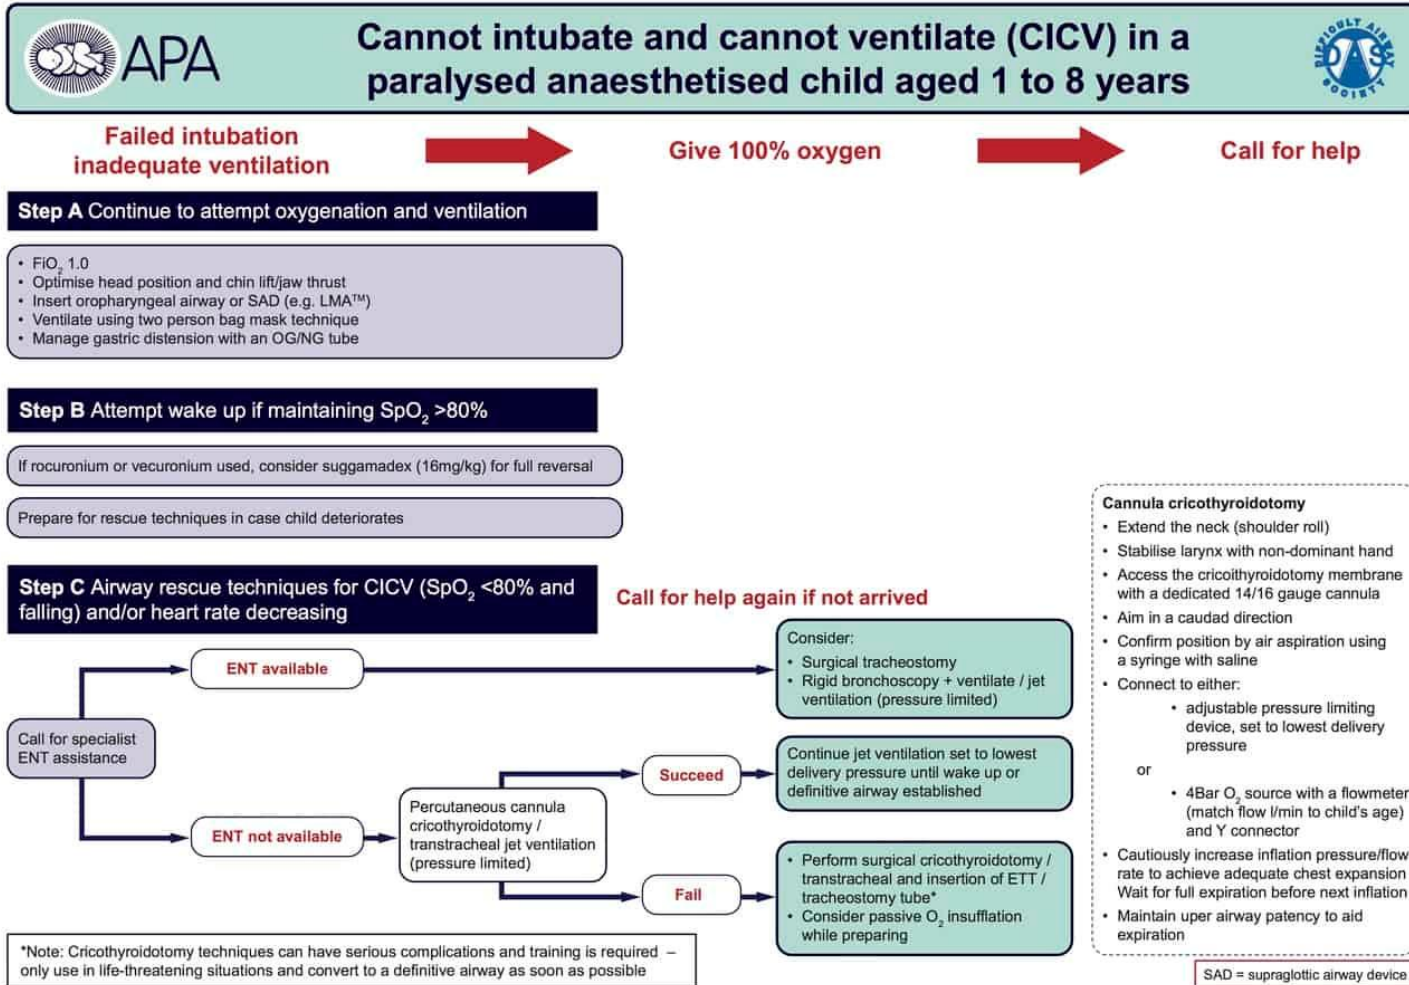 APA
Cannot intubate and cannot ventilate (CICV) in a
paralysed anaesthetised child aged 1 to 8 years
DIFFICULT AIRWAY
DAS
SOCIETY
Failed intubation
inadequate ventilation
Give 100% oxygen
Call for help
Step A Continue to attempt oxygenation and ventilation
• FiO₂ 1.0
• Optimise head position and chin lift/jaw thrust
• Insert oropharyngeal airway or SAD (e.g. LMA™)
• Ventilate using two person bag mask technique
• Manage gastric distension with an OG/NG tube
Step B Attempt wake up if maintaining SpO₂ >80%
If rocuronium or vecuronium used, consider suggamadex (16mg/kg) for full reversal
Prepare for rescue techniques in case child deteriorates
Step C Airway rescue techniques for CICV (SpO₂ <80% and
falling) and/or heart rate decreasing
Call for help again if not arrived
Call for specialist
ENT assistance
ENT available
Consider:
• Surgical tracheostomy
• Rigid bronchoscopy + ventilate / jet
ventilation (pressure limited)
ENT not available
Percutaneous cannula
cricothyroidotomy /
transtracheal jet ventilation
(pressure limited)
Succeed
Continue jet ventilation set to lowest
delivery pressure until wake up or
definitive airway established
Fail
• Perform surgical cricothyroidotomy /
transtracheal and insertion of ETT /
tracheostomy tube*
• Consider passive O₂ insufflation
while preparing
Cannula cricothyroidotomy
• Extend the neck (shoulder roll)
• Stabilise larynx with non-dominant hand
• Access the cricoithyroidotomy membrane
with a dedicated 14/16 gauge cannula
• Aim in a caudad direction
• Confirm position by air aspiration using
a syringe with saline
• Connect to either:
• adjustable pressure limiting
device, set to lowest delivery
pressure
or
• 4Bar O₂ source with a flowmeter
(match flow l/min to child's age)
and Y connector
• Cautiously increase inflation pressure/flow
rate to achieve adequate chest expansion
Wait for full expiration before next inflation
• Maintain uper airway patency to aid
expiration
*Note: Cricothyroidotomy techniques can have serious complications and training is required –
only use in life-threatening situations and convert to a definitive airway as soon as possible
SAD = supraglottic airway device